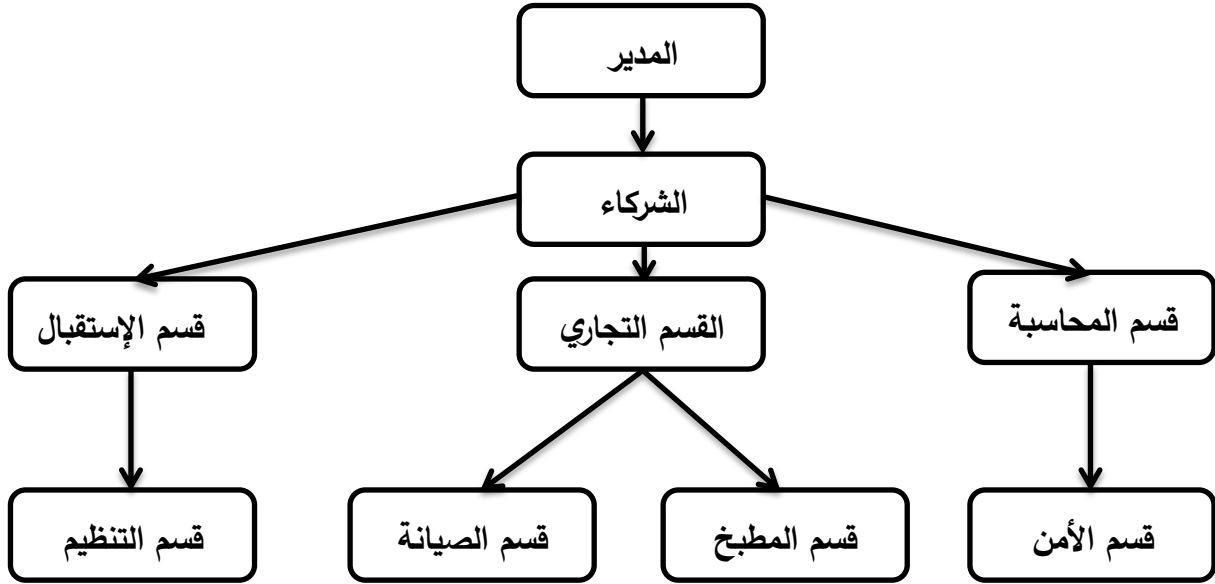 المدير
الشركاء
قسم المحاسبة
القسم التجاري
قسم الإستقبال
قسم الأمن
قسم المطبخ
قسم الصيانة
قسم التنظيم